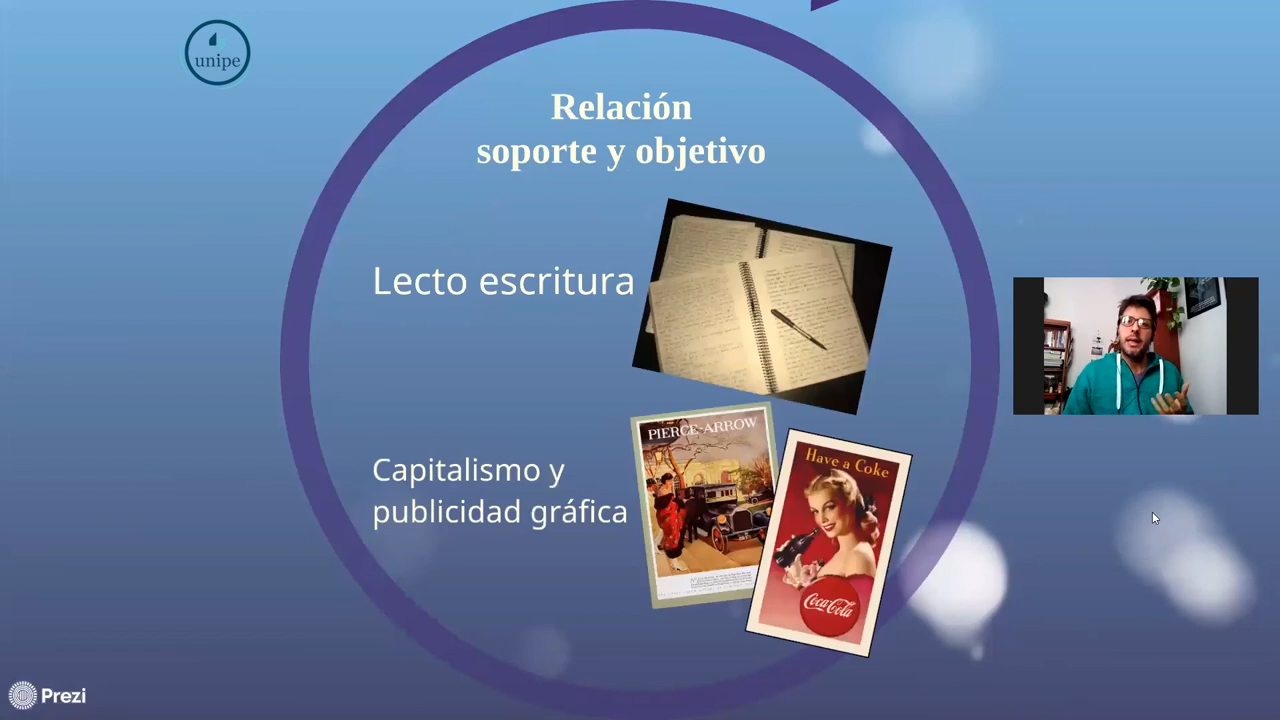 unipe
Relación
soporte y objetivo
Lecto escritura
PIERCE-ARROW
Have a Coke
Capitalismo y
publicidad gráfica
Coca-Cola
Prezi